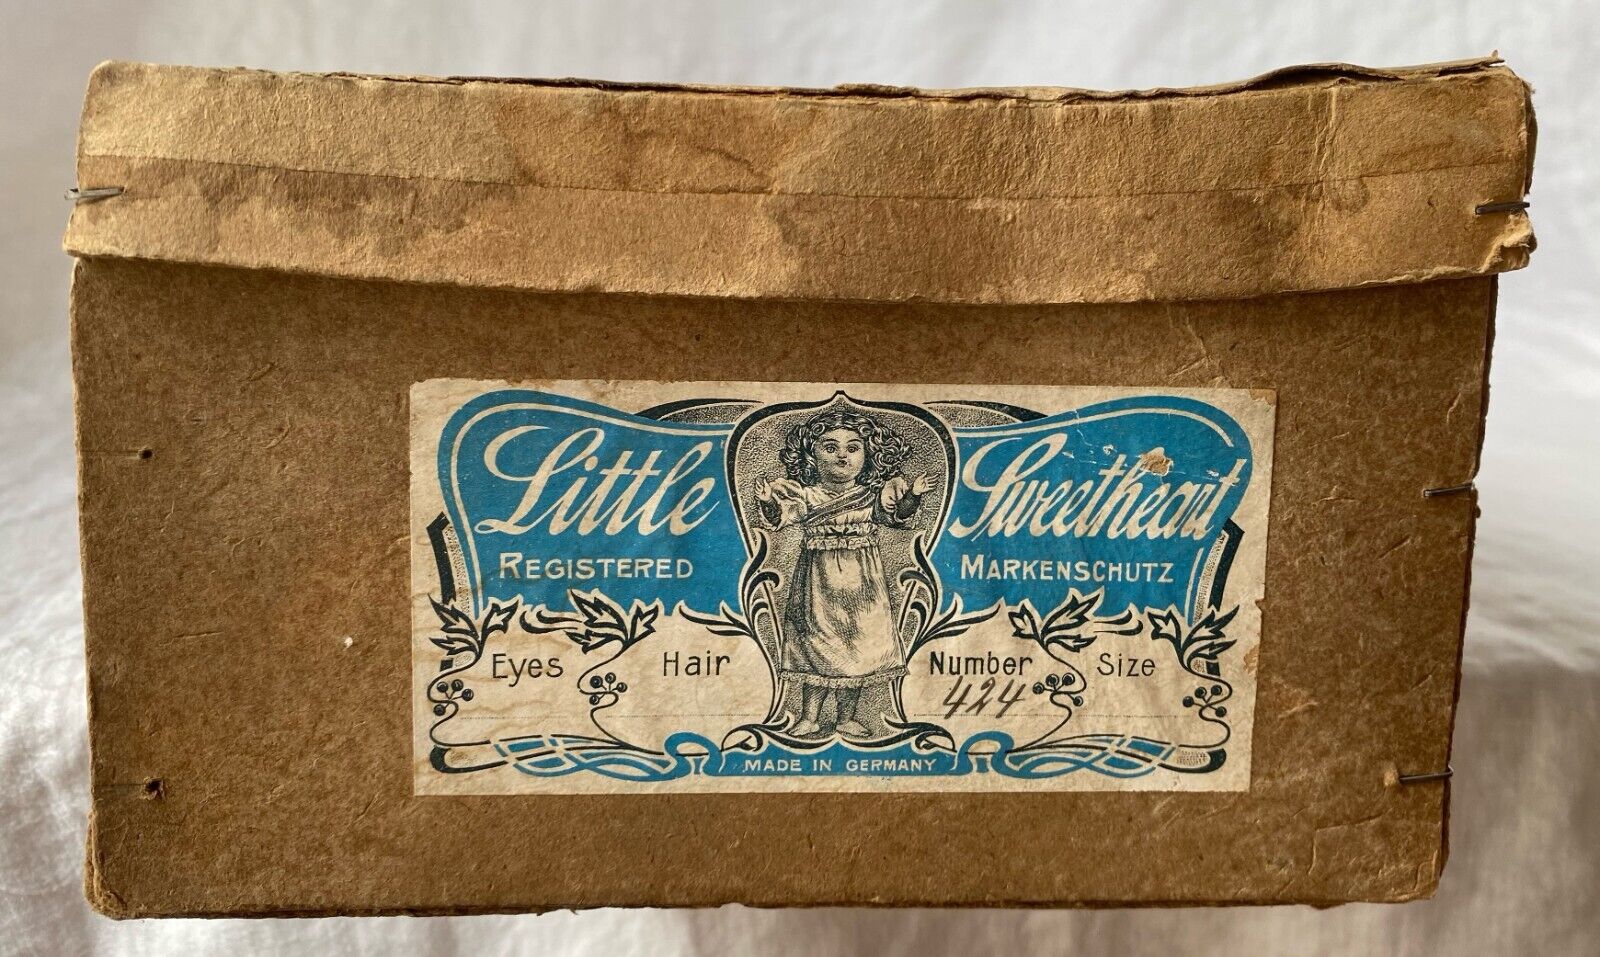 Little Sweetheart
REGISTERED MARKENSCHUTZ
Eyes Hair Number Size
424
MADE IN GERMANY